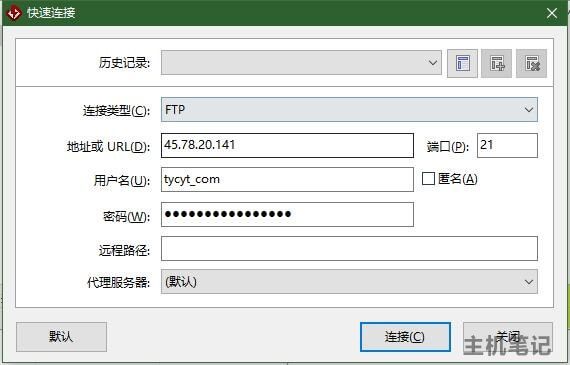 快速连接
历史记录:
连接类型(C): FTP
地址或 URL(D): 45.78.20.141 端口(P): 21
用户名(U): tycyt_com 匿名(A)
密码(W): ●●●●●●●●●●●●●●●●
远程路径:
代理服务器: (默认)
默认 连接(C) 关闭
主机笔记